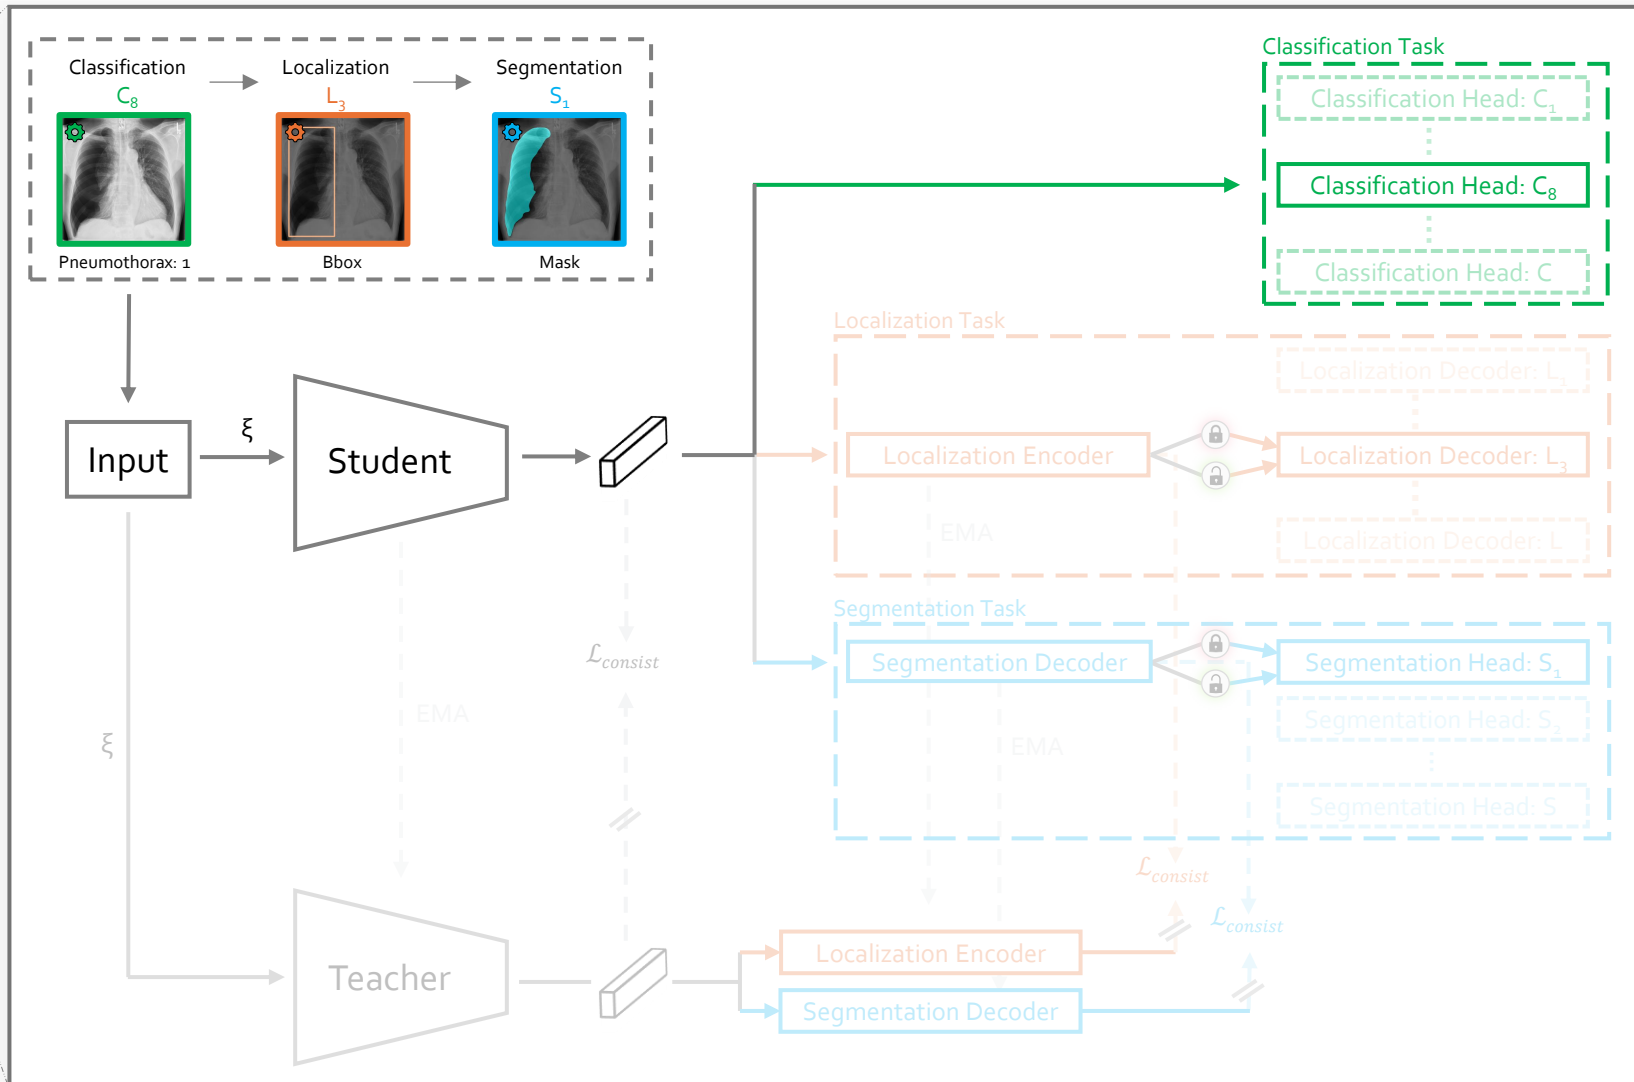 Classification
Localization
Segmentation
C₈
L₃
S₁
Pneumothorax: 1
Bbox
Mask
Classification Task
Classification Head: C₁
Classification Head: C₈
Classification Head: C
Localization Task
Localization Decoder: L₁
Localization Encoder
Localization Decoder: L₃
Localization Decoder: L
EMA
Input
ξ
Student
Segmentation Task
Segmentation Decoder
Segmentation Head: S₁
Segmentation Head: S₂
Segmentation Head: S
EMA
ℒconsist
EMA
ξ
ℒconsist
ℒconsist
Teacher
Localization Encoder
Segmentation Decoder